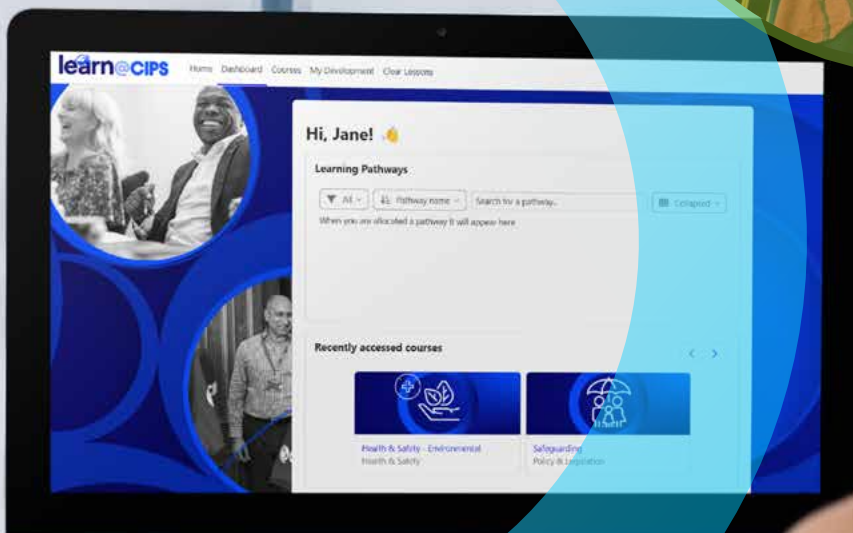 learn@CIPS
Home Dashboard Courses My Development Clear Lessons
Hi, Jane!
Learning Pathways
All Pathway name Search for a pathway... Collapsed
When you are allocated a pathway it will appear here
Recently accessed courses
Health & Safety - Environmental
Health & Safety
Safeguarding
Policy & Legislation